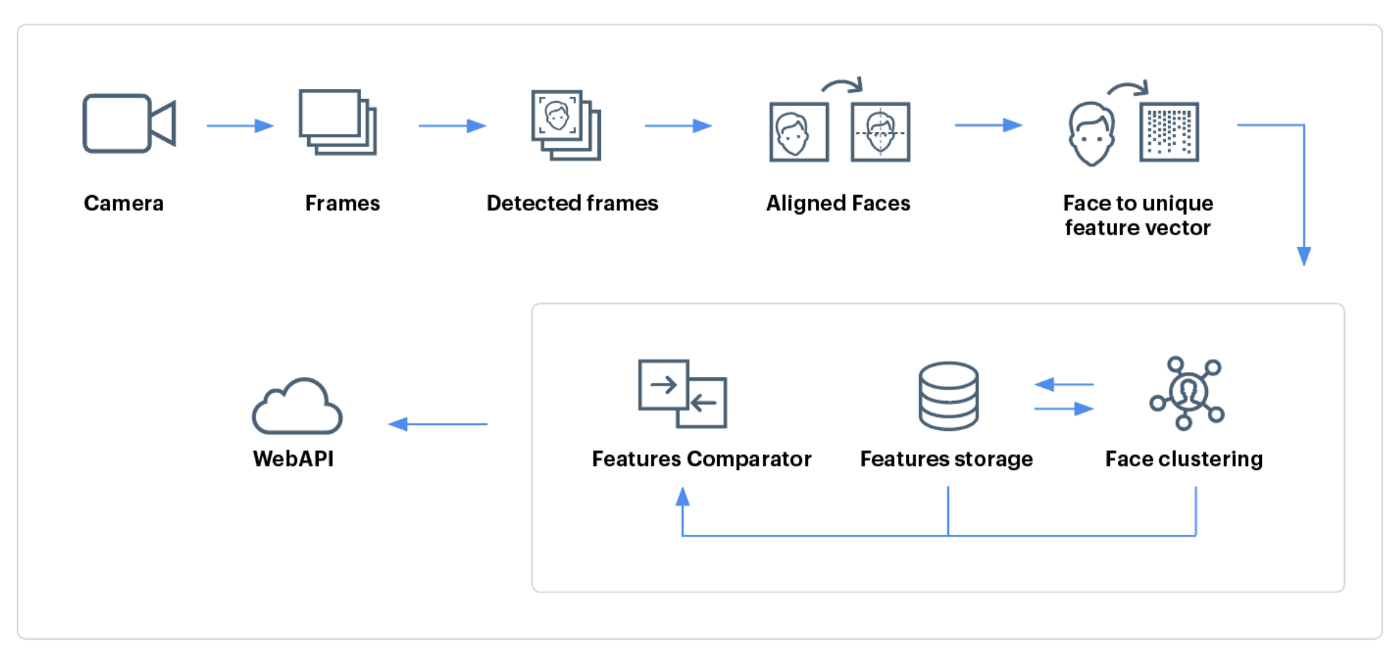 Camera
Frames
Detected frames
Aligned Faces
Face to unique
feature vector
WebAPI
Features Comparator
Features storage
Face clustering